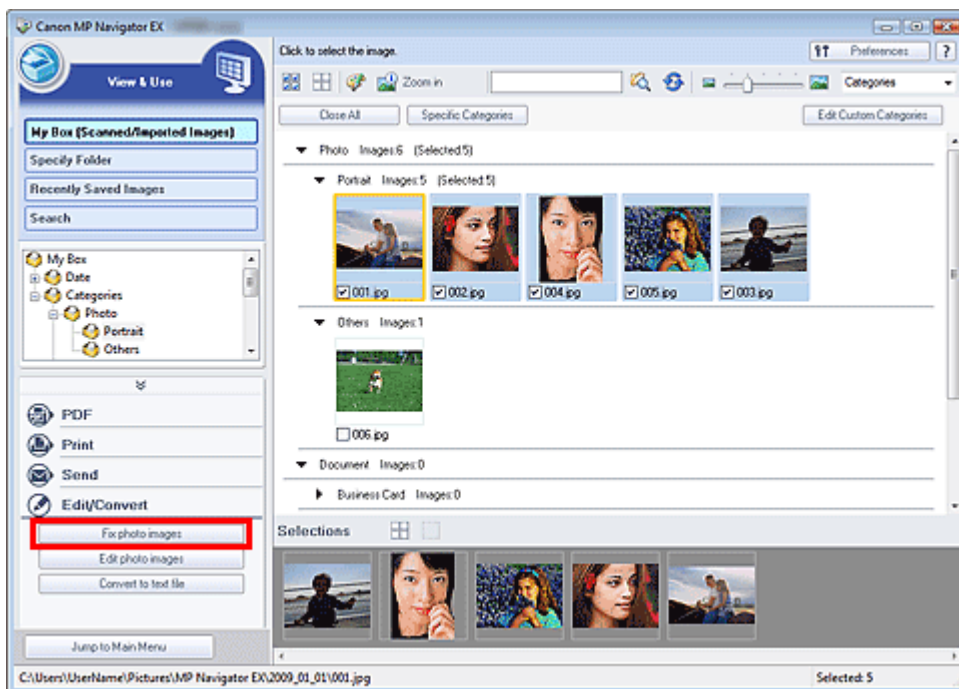 Canon MP Navigator EX
View & Use
My Box (Scanned/Imported Images)
Specify Folder
Recently Saved Images
Search
My Box
Date
Categories
Photo
Portrait
Others
PDF
Print
Send
Edit/Convert
Fix photo images
Edit photo images
Convert to text file
Jump to Main Menu
Click to select the image.
Preferences
?
Zoom in
Categories
Close All
Specific Categories
Edit Custom Categories
Photo Images:6 (Selected:5)
Portrait Images:5 (Selected:5)
001.jpg
002.jpg
004.jpg
005.jpg
003.jpg
Others Images:1
006.jpg
Document Images:0
Business Card Images:0
Selections
C:\Users\UserName\Pictures\MP Navigator EX\2009_01_01\001.jpg
Selected: 5